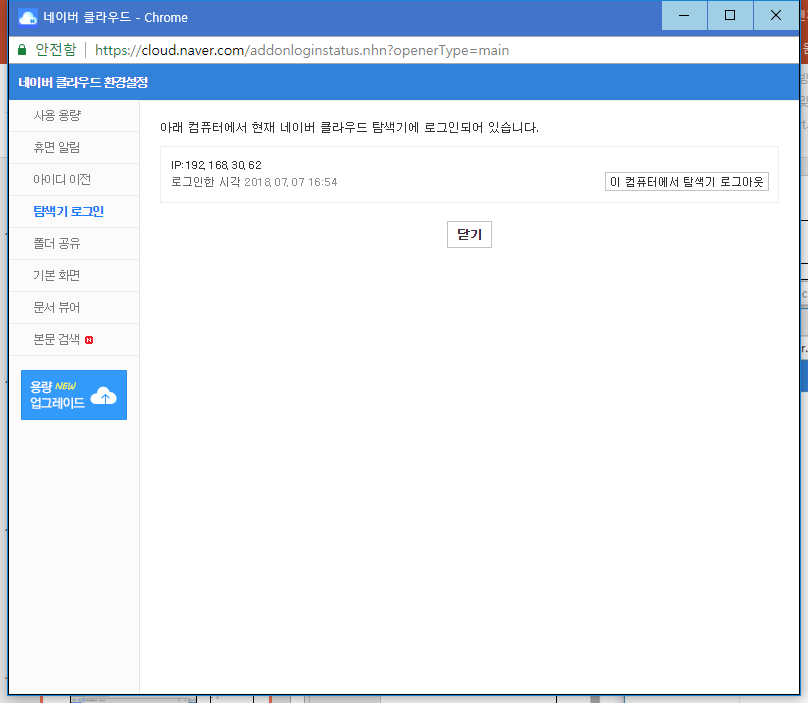 네이버 클라우드 - Chrome
안전함 | https://cloud.naver.com/addonloginstatus.nhn?openerType=main
네이버 클라우드 환경설정
사용 용량
휴면 알림
아이디 이전
탐색기 로그인
폴더 공유
기본 화면
문서 뷰어
본문 검색 N
용량 NEW
업그레이드
아래 컴퓨터에서 현재 네이버 클라우드 탐색기에 로그인되어 있습니다.
IP:192.168.30.62
로그인한 시각 2018.07.07 16:54
이 컴퓨터에서 탐색기 로그아웃
닫기